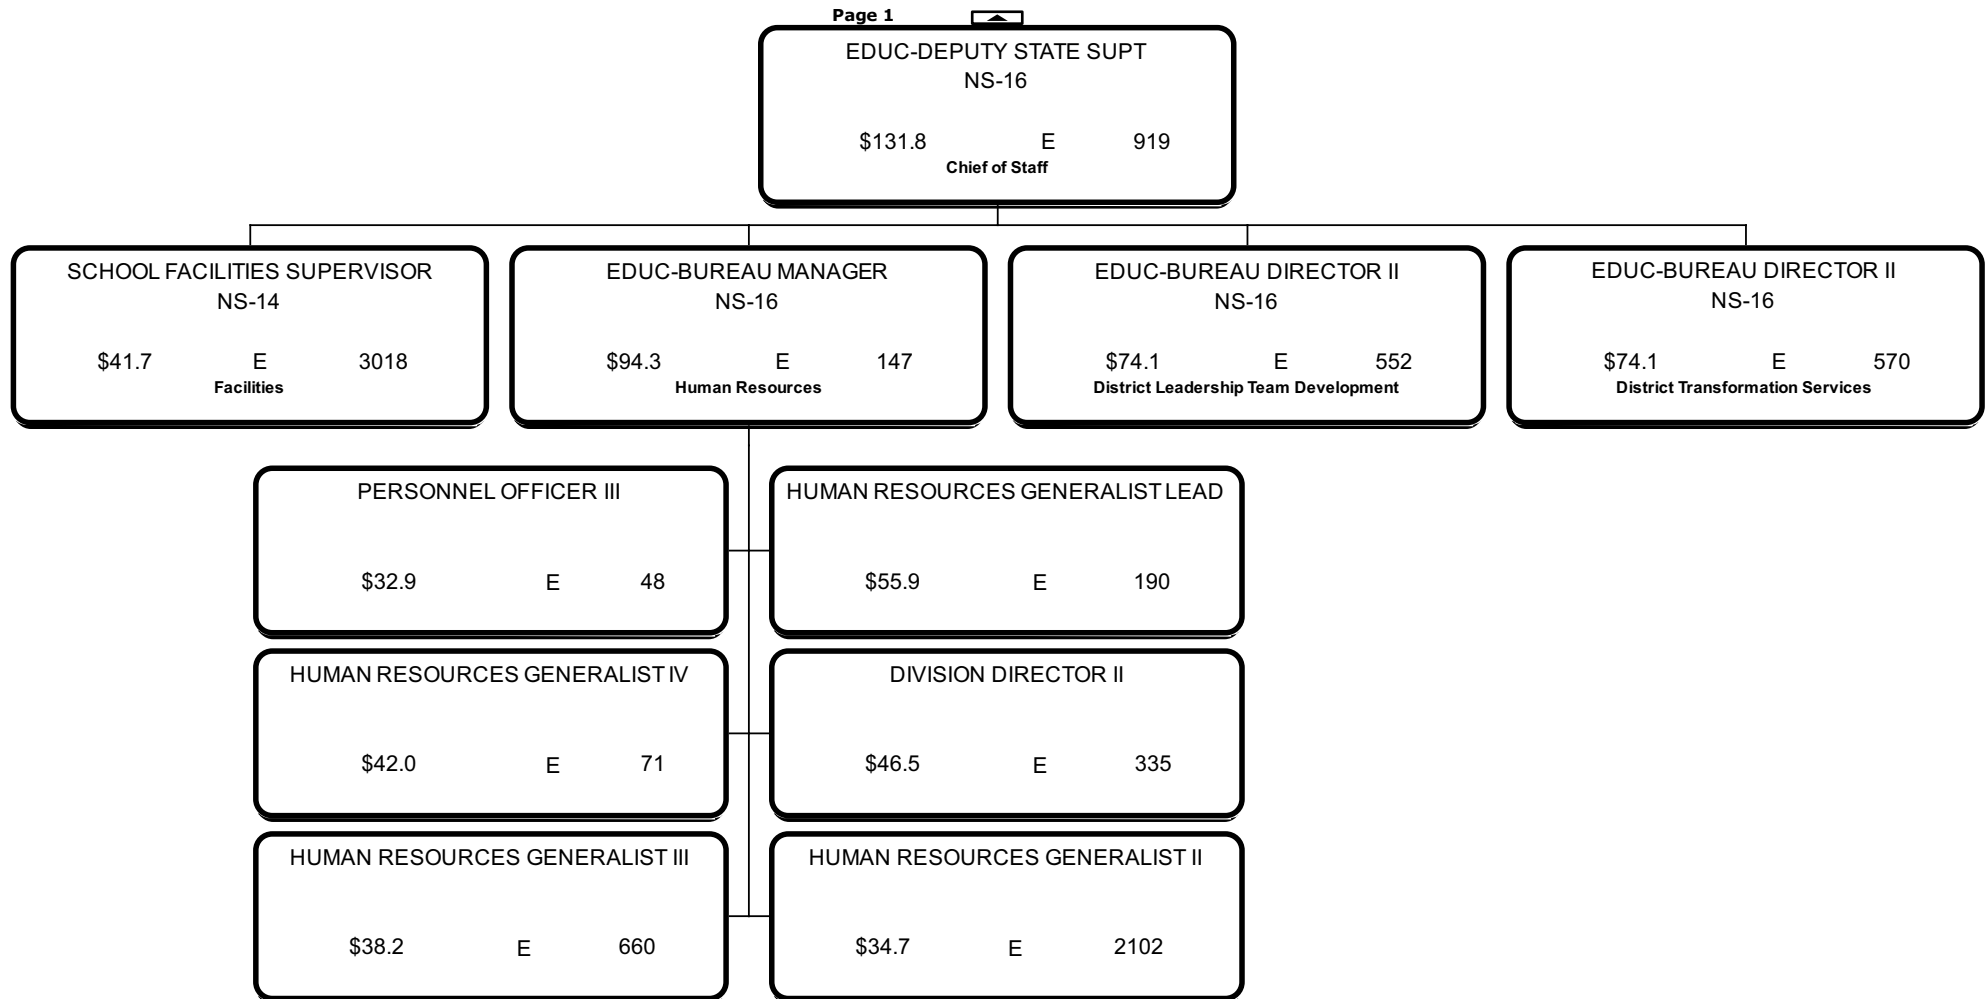 Page 1
EDUC-DEPUTY STATE SUPT
NS-16
$131.8 E 919
Chief of Staff
SCHOOL FACILITIES SUPERVISOR
NS-14
$41.7 E 3018
Facilities
EDUC-BUREAU MANAGER
NS-16
$94.3 E 147
Human Resources
EDUC-BUREAU DIRECTOR II
NS-16
$74.1 E 552
District Leadership Team Development
EDUC-BUREAU DIRECTOR II
NS-16
$74.1 E 570
District Transformation Services
PERSONNEL OFFICER III
$32.9 E 48
HUMAN RESOURCES GENERALIST LEAD
$55.9 E 190
HUMAN RESOURCES GENERALIST IV
$42.0 E 71
DIVISION DIRECTOR II
$46.5 E 335
HUMAN RESOURCES GENERALIST III
$38.2 E 660
HUMAN RESOURCES GENERALIST II
$34.7 E 2102